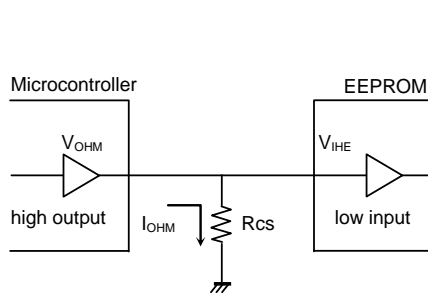 Microcontroller
EEPROM
VOHM
VIHE
high output
IOHM
Rcs
low input